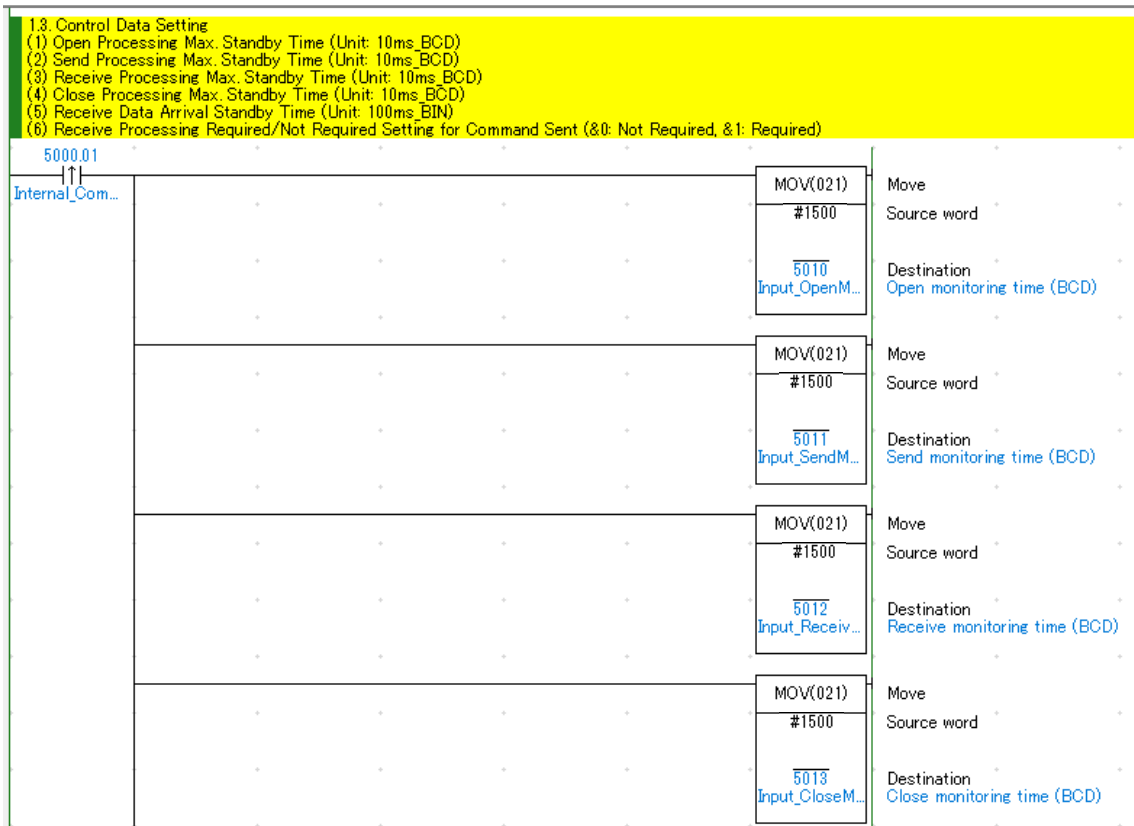 1.3. Control Data Setting
(1) Open Processing Max. Standby Time (Unit: 10ms_BCD)
(2) Send Processing Max. Standby Time (Unit: 10ms_BCD)
(3) Receive Processing Max. Standby Time (Unit: 10ms_BCD)
(4) Close Processing Max. Standby Time (Unit: 10ms_BCD)
(5) Receive Data Arrival Standby Time (Unit: 100ms_BIN)
(6) Receive Processing Required/Not Required Setting for Command Sent (&0: Not Required, &1: Required)
5000.01
Internal_Com...
MOV(021) Move
#1500 Source word
5010 Destination
Input_OpenM... Open monitoring time (BCD)
MOV(021) Move
#1500 Source word
5011 Destination
Input_SendM... Send monitoring time (BCD)
MOV(021) Move
#1500 Source word
5012 Destination
Input_Receiv... Receive monitoring time (BCD)
MOV(021) Move
#1500 Source word
5013 Destination
Input_CloseM... Close monitoring time (BCD)